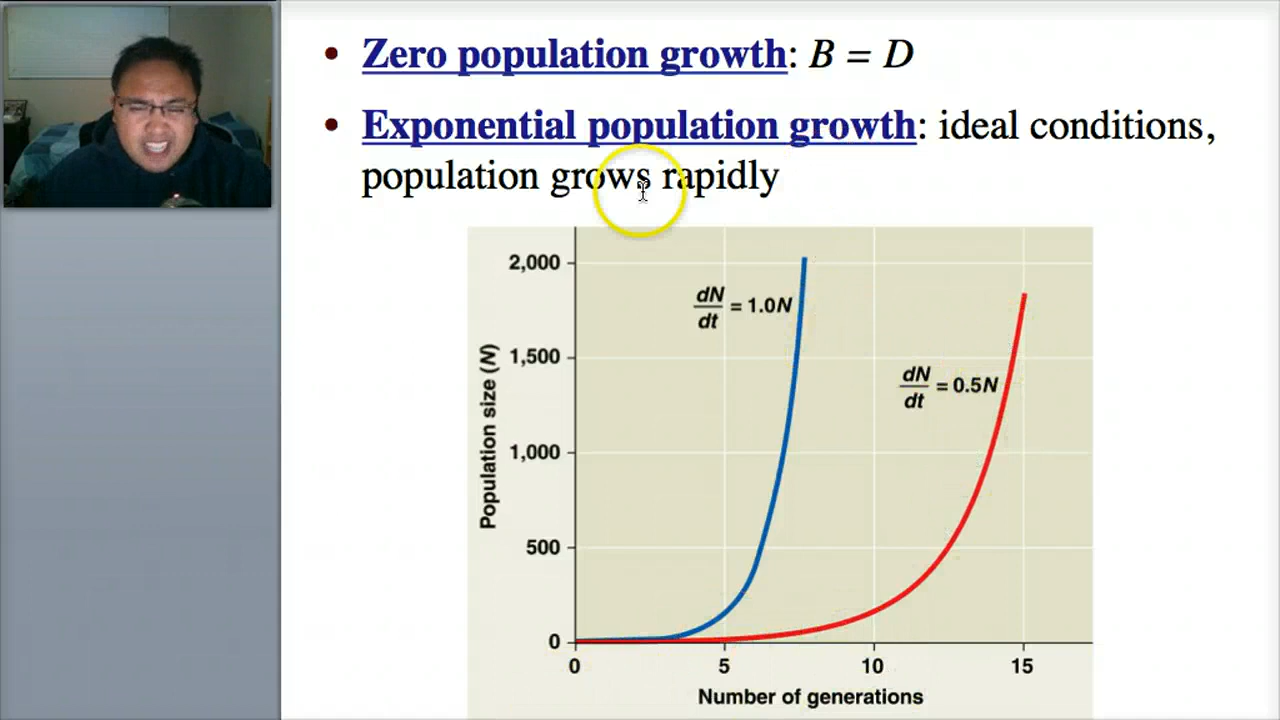 • Zero population growth: B = D
• Exponential population growth: ideal conditions,
population grows rapidly
2,000
1,500
1,000
500
0
Population size (N)
dN/dt = 1.0N
dN/dt = 0.5N
0 5 10 15
Number of generations